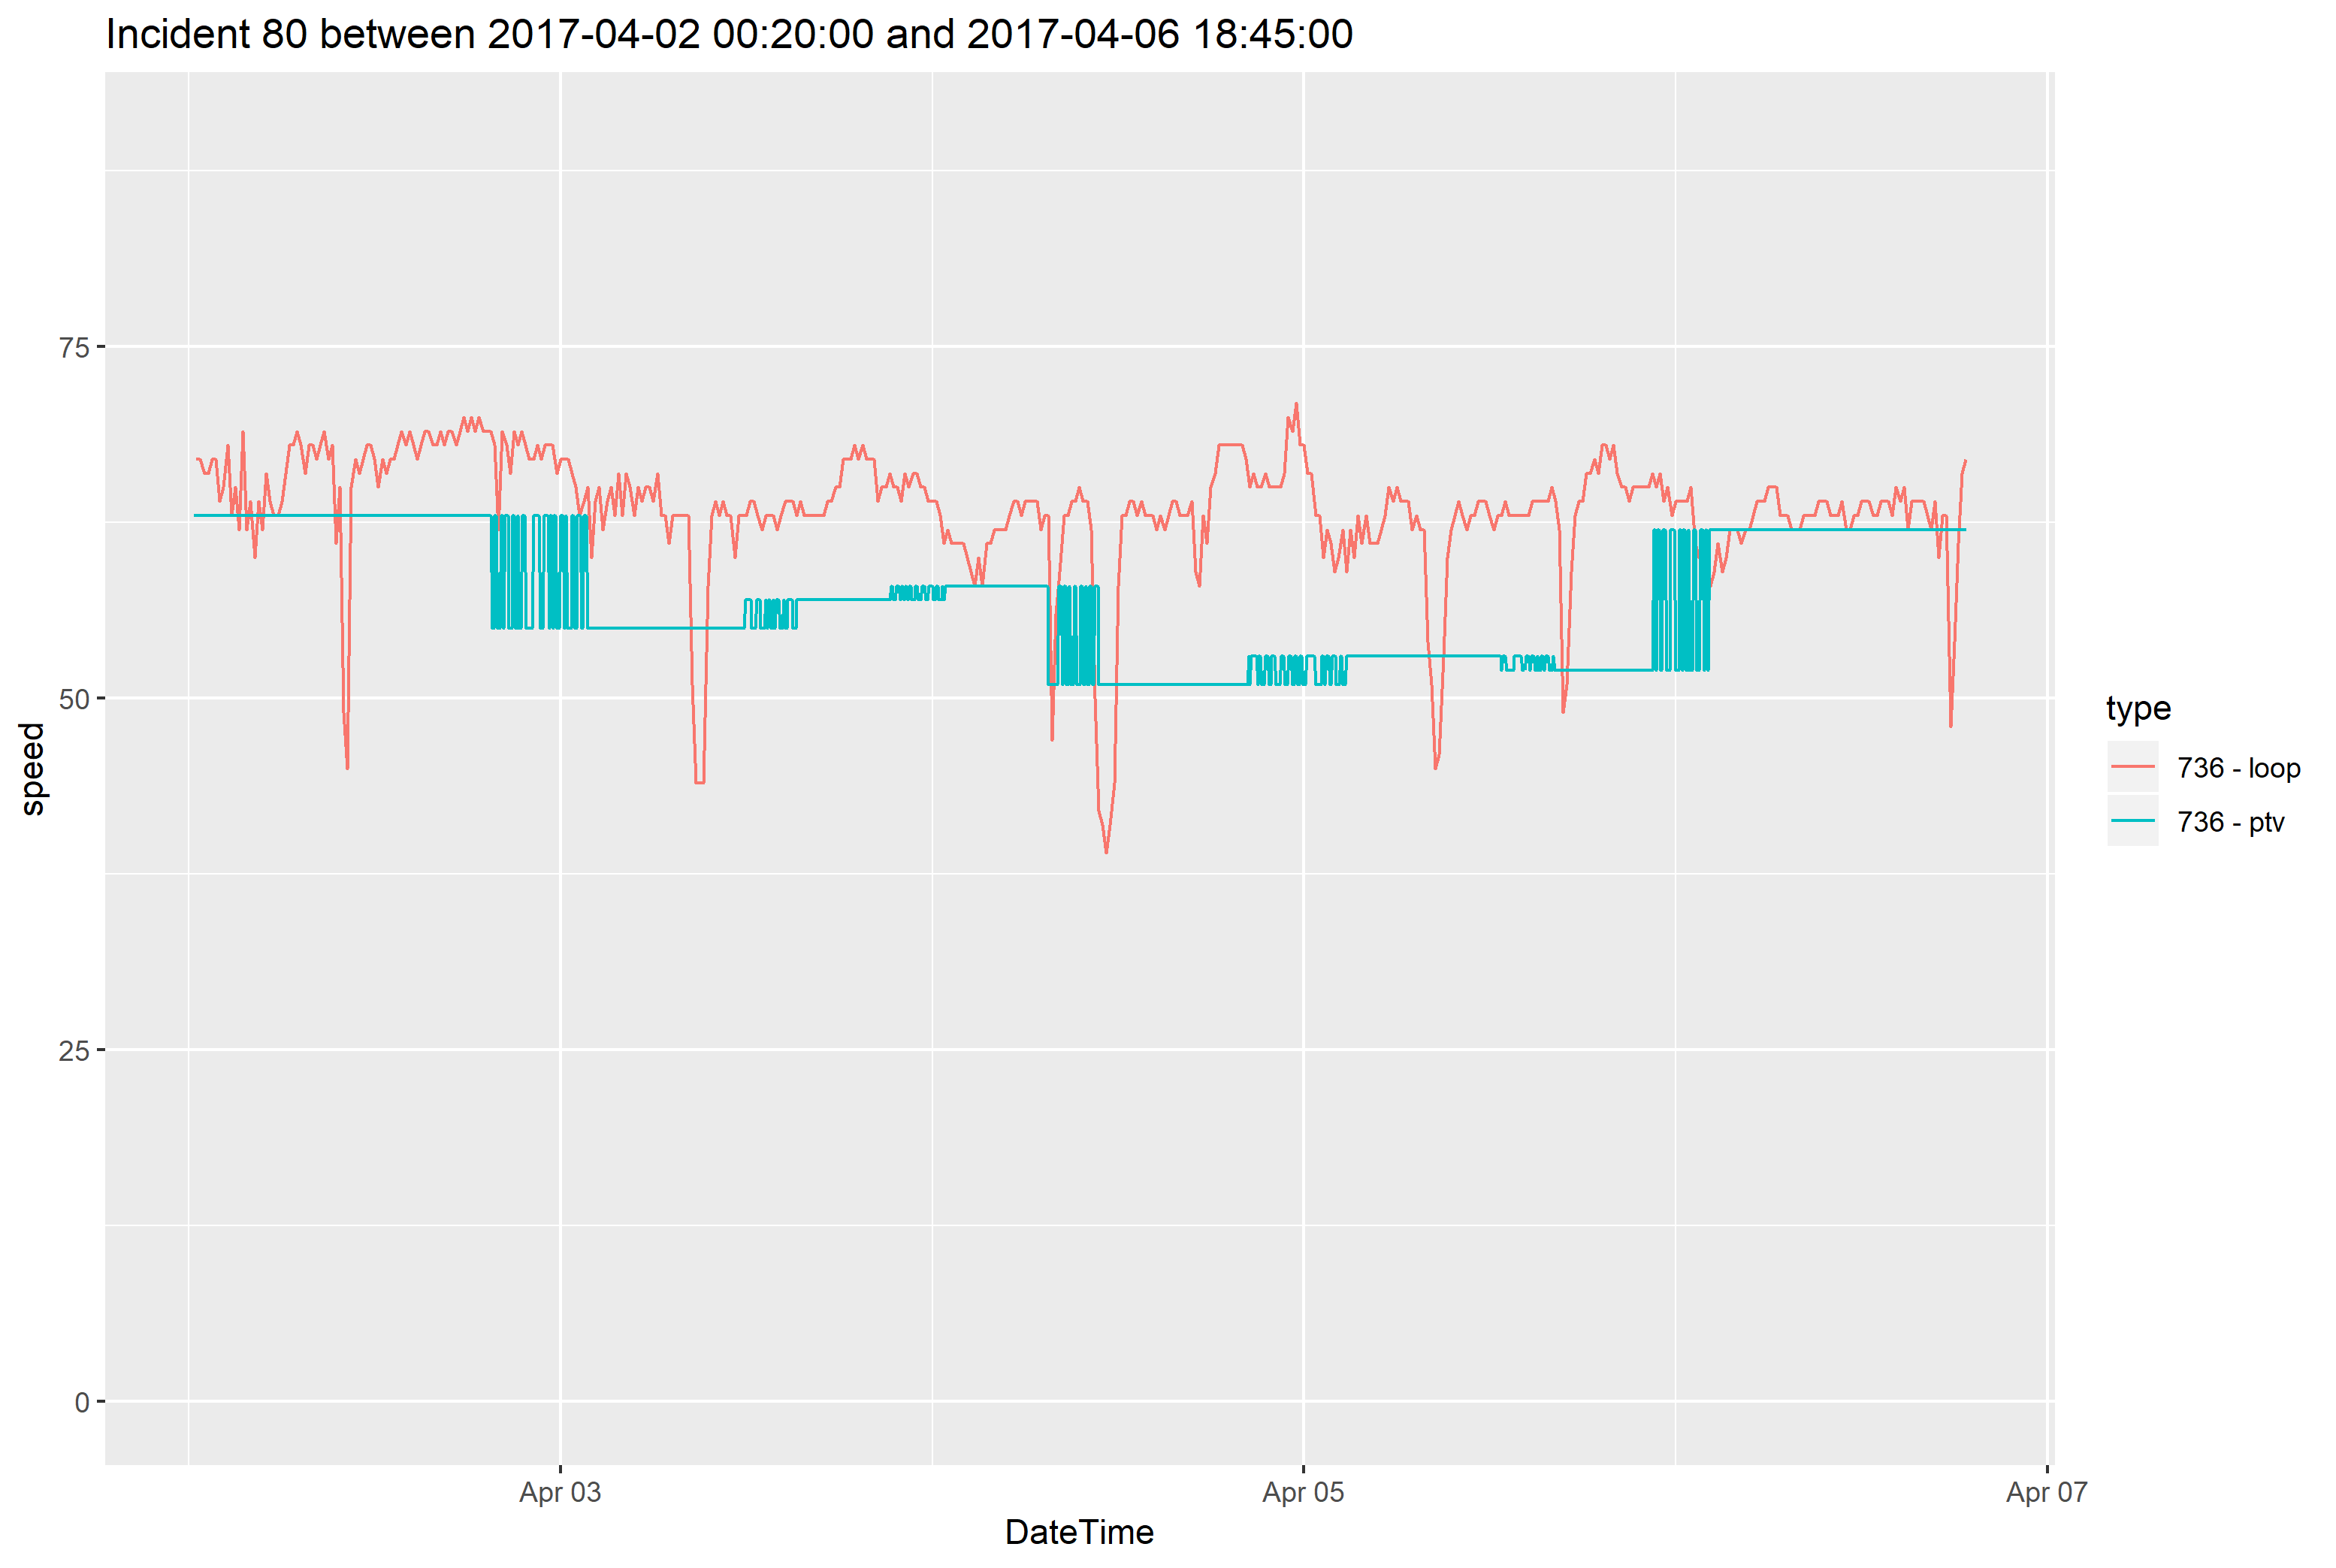 Incident 80 between 2017-04-02 00:20:00 and 2017-04-06 18:45:00
75
50
25
0
speed
Apr 03
Apr 05
Apr 07
DateTime
type
736 - loop
736 - ptv